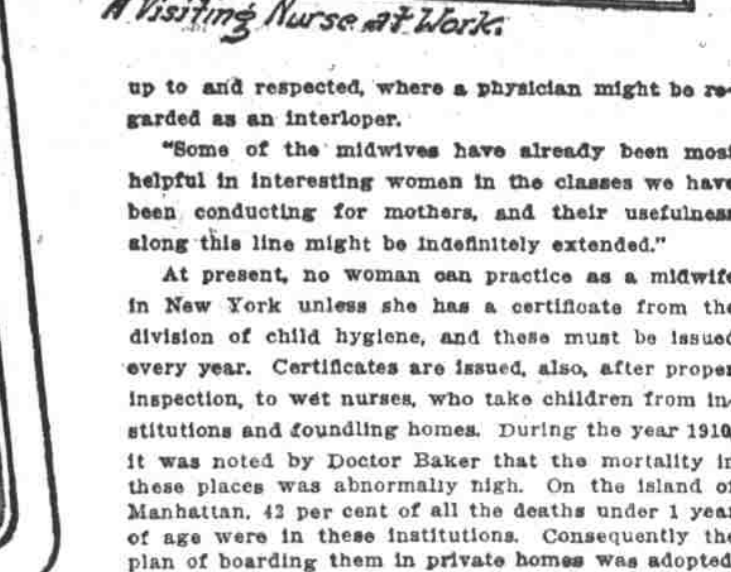 A Visiting Nurse at Work.
up to and respected, where a physician might be re-
garded as an interloper.
"Some of the midwives have already been most
helpful in interesting women in the classes we have
been conducting for mothers, and their usefulness
along this line might be indefinitely extended."
At present, no woman can practice as a midwife
in New York unless she has a certificate from the
division of child hygiene, and these must be issued
every year. Certificates are issued, also, after proper
inspection, to wet nurses, who take children from in-
stitutions and foundling homes. During the year 1910
it was noted by Doctor Baker that the mortality in
these places was abnormally high. On the island of
Manhattan, 42 per cent of all the deaths under 1 year
of age were in these institutions. Consequently the
plan of boarding them in private homes was adopted